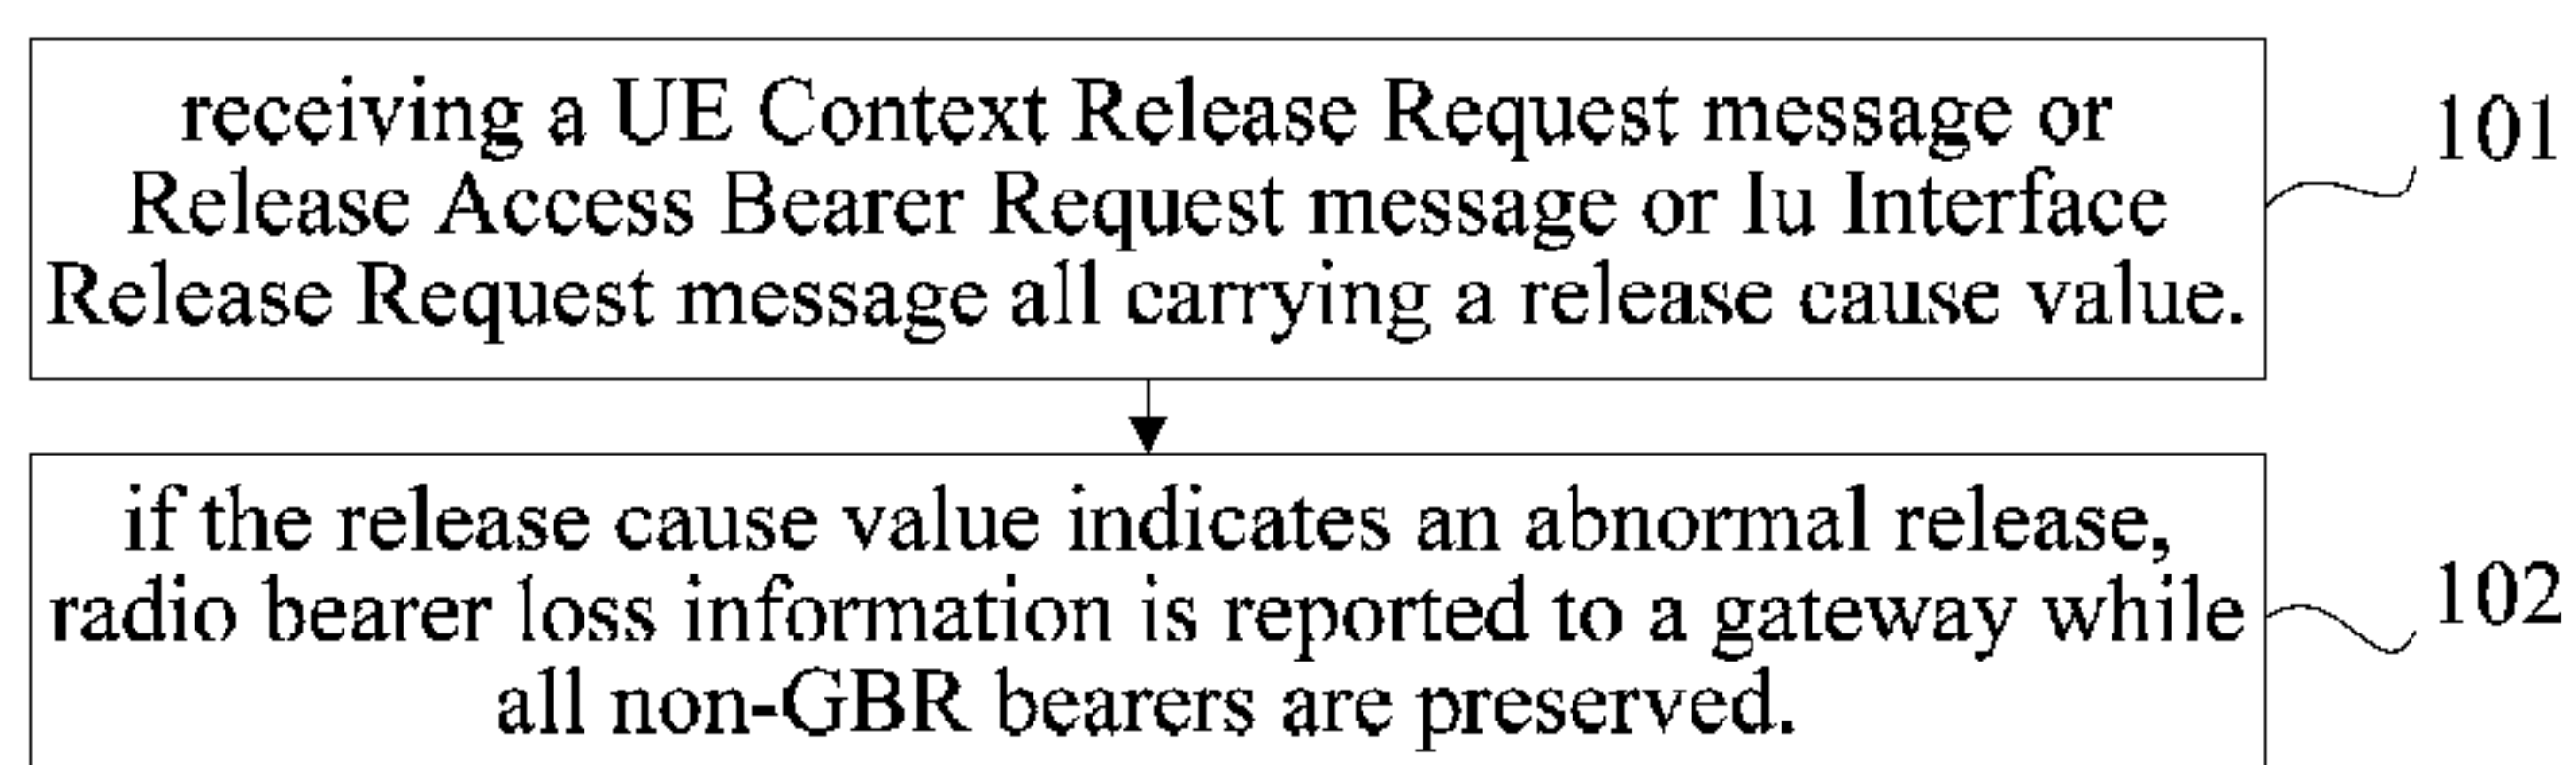 receiving a UE Context Release Request message or
Release Access Bearer Request message or Iu Interface
Release Request message all carrying a release cause value.
101
if the release cause value indicates an abnormal release,
radio bearer loss information is reported to a gateway while
all non-GBR bearers are preserved.
102